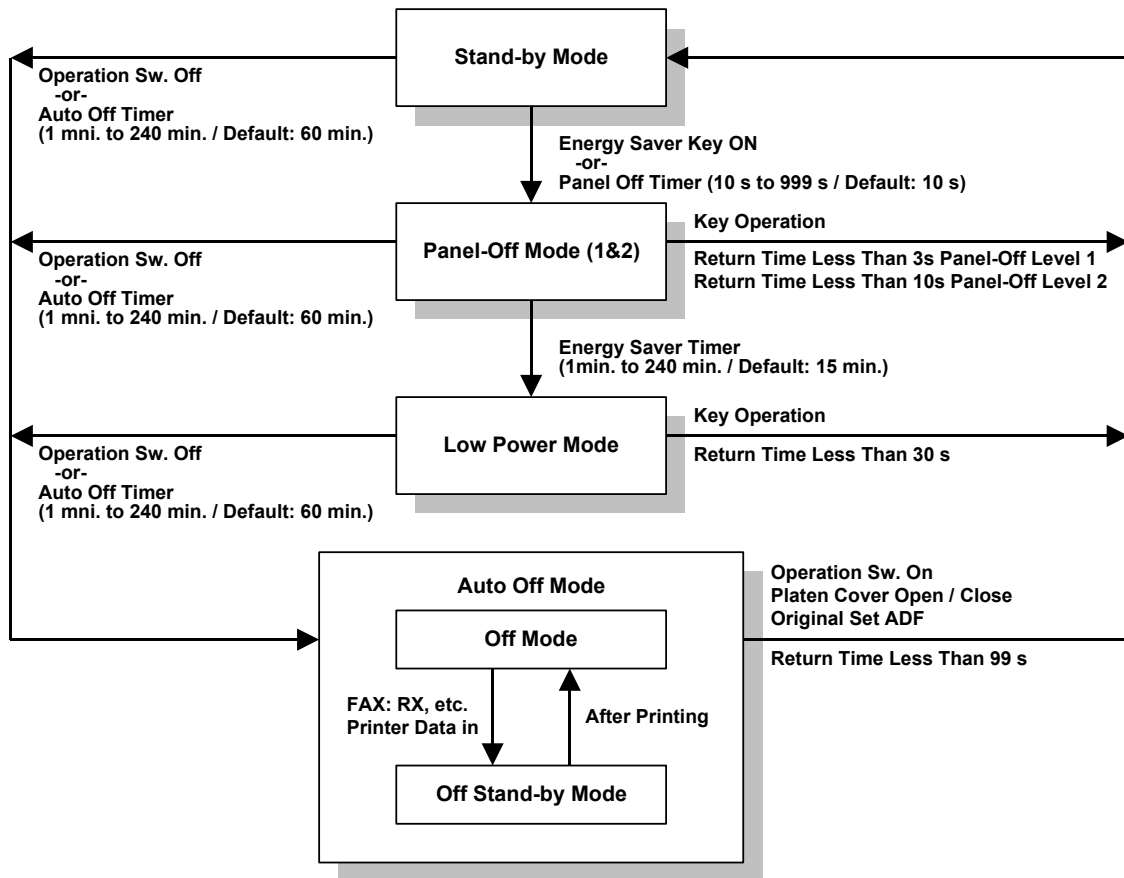 Stand-by Mode
Operation Sw. Off
-or-
Auto Off Timer
(1 mni. to 240 min. / Default: 60 min.)
Energy Saver Key ON
-or-
Panel Off Timer (10 s to 999 s / Default: 10 s)
Panel-Off Mode (1&2)
Key Operation
Return Time Less Than 3s Panel-Off Level 1
Return Time Less Than 10s Panel-Off Level 2
Operation Sw. Off
-or-
Auto Off Timer
(1 mni. to 240 min. / Default: 60 min.)
Energy Saver Timer
(1min. to 240 min. / Default: 15 min.)
Low Power Mode
Key Operation
Return Time Less Than 30 s
Operation Sw. Off
-or-
Auto Off Timer
(1 mni. to 240 min. / Default: 60 min.)
Auto Off Mode
Off Mode
FAX: RX, etc.
Printer Data in
After Printing
Off Stand-by Mode
Operation Sw. On
Platen Cover Open / Close
Original Set ADF
Return Time Less Than 99 s